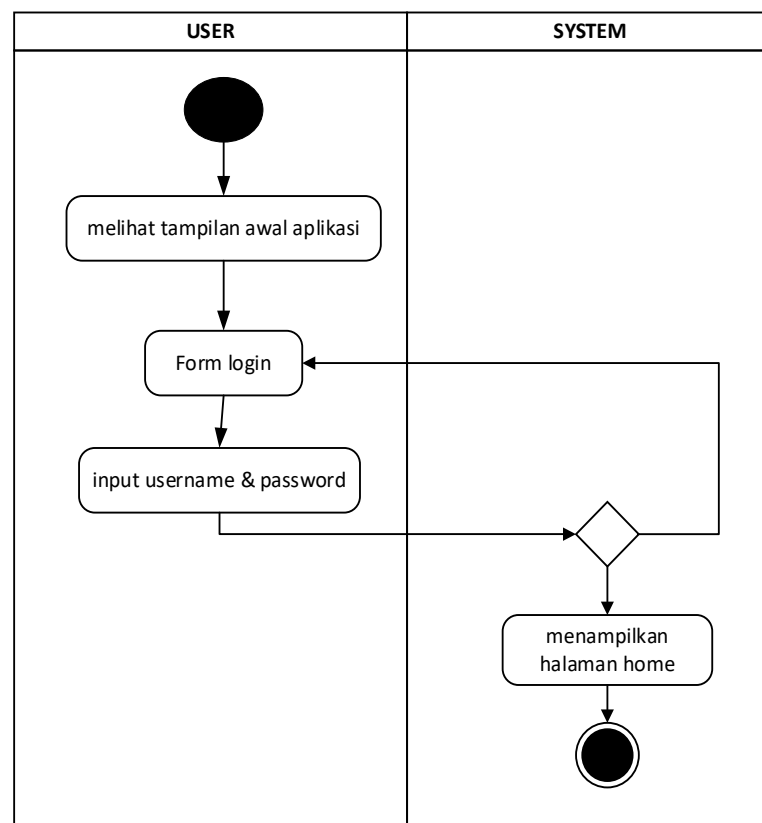 USER
SYSTEM
melihat tampilan awal aplikasi
Form login
input username & password
menampilkan
halaman home